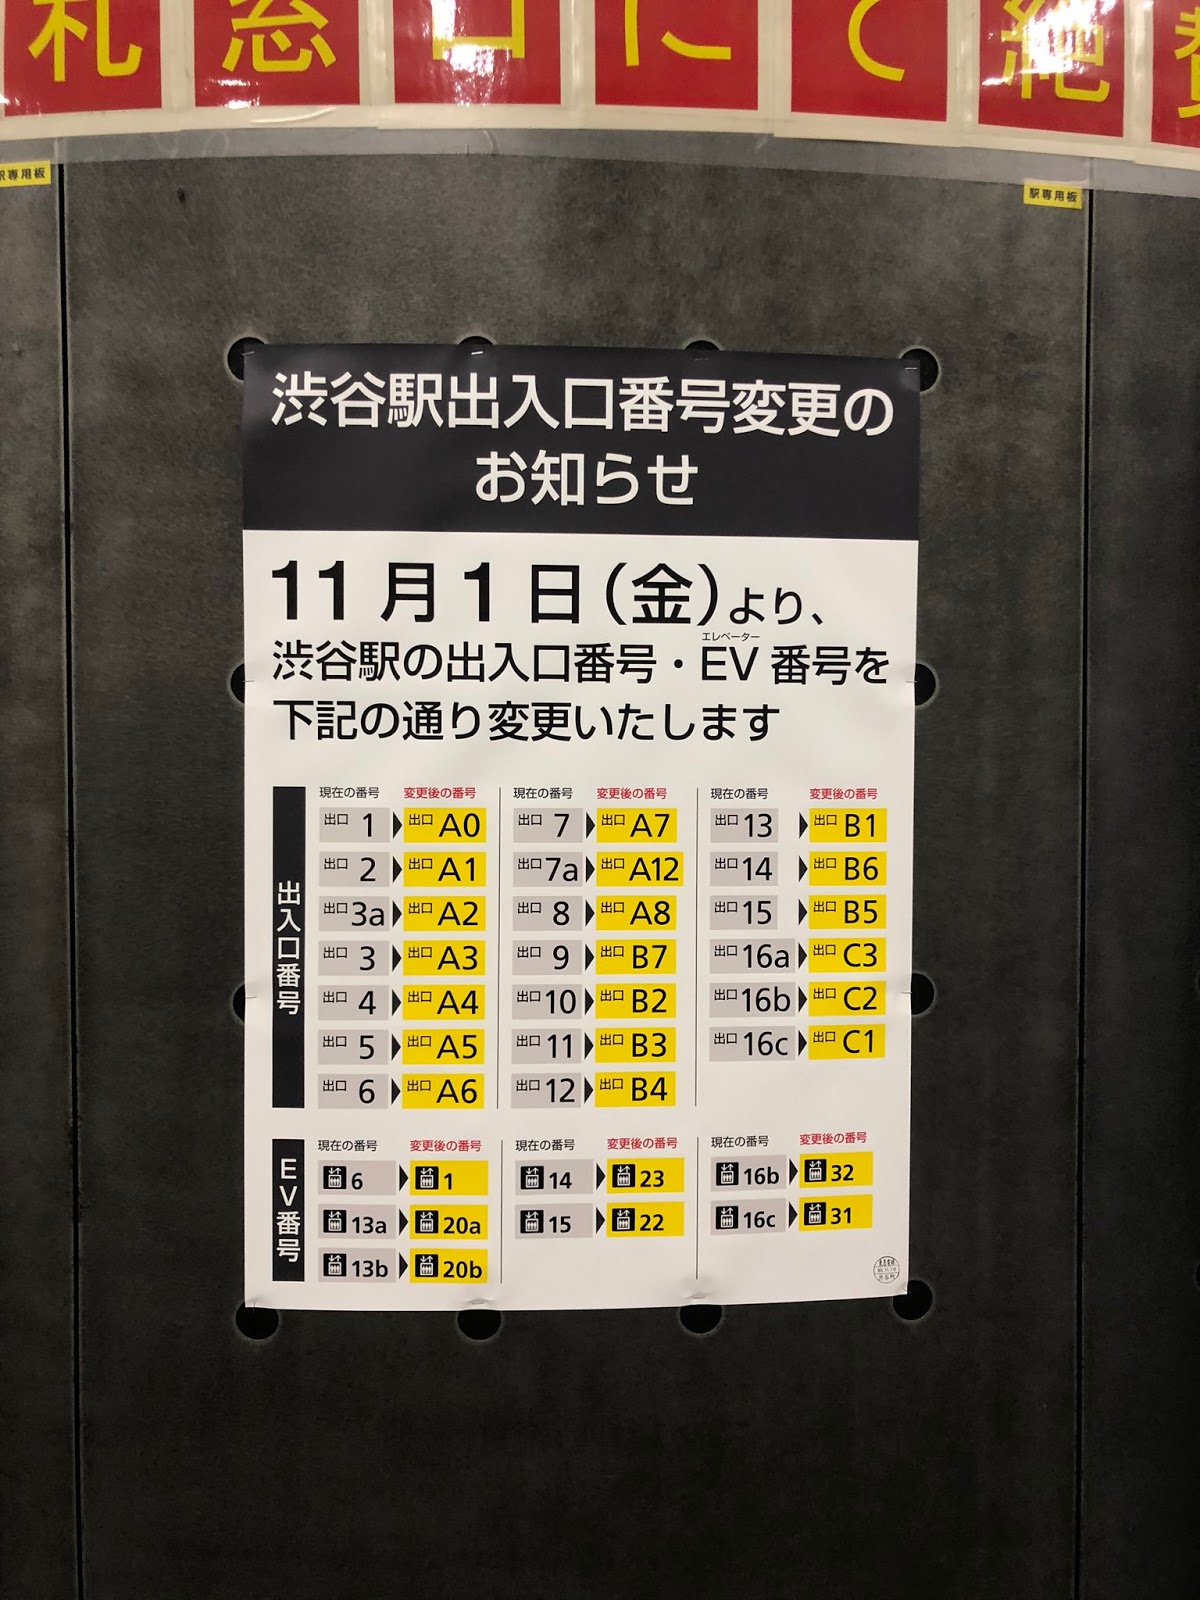 札窓口にて絶賛
駅専用板
駅専用板
渋谷駅出入口番号変更の
お知らせ
11月1日(金)より、
エレベーター
渋谷駅の出入口番号・EV番号を
下記の通り変更いたします
出入口番号
現在の番号 変更後の番号
出口 1 出口 A0
出口 2 出口 A1
出口 3a 出口 A2
出口 3 出口 A3
出口 4 出口 A4
出口 5 出口 A5
出口 6 出口 A6
現在の番号 変更後の番号
出口 7 出口 A7
出口 7a 出口 A12
出口 8 出口 A8
出口 9 出口 B7
出口 10 出口 B2
出口 11 出口 B3
出口 12 出口 B4
現在の番号 変更後の番号
出口 13 出口 B1
出口 14 出口 B6
出口 15 出口 B5
出口 16a 出口 C3
出口 16b 出口 C2
出口 16c 出口 C1
EV番号
現在の番号 変更後の番号
6 1
13a 20a
13b 20b
現在の番号 変更後の番号
14 23
15 22
現在の番号 変更後の番号
16b 32
16c 31
渋谷駅